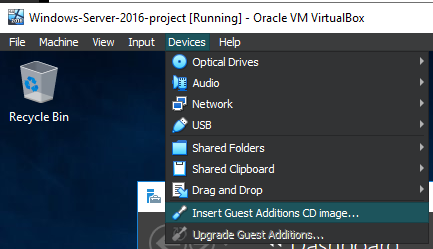 Windows-Server-2016-project [Running] - Oracle VM VirtualBox
File Machine View Input Devices Help
Optical Drives
Audio
Network
USB
Shared Folders
Shared Clipboard
Drag and Drop
Insert Guest Additions CD image...
Upgrade Guest Additions...
Recycle Bin
Dashboard